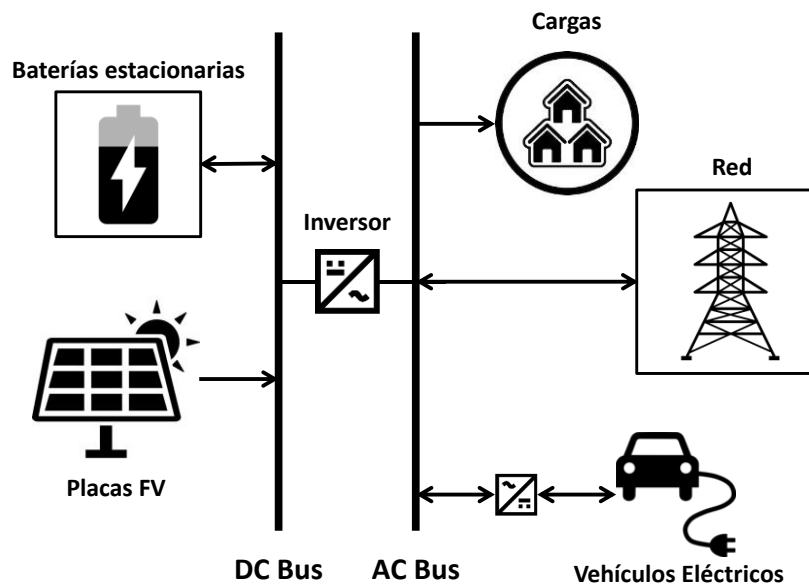 Cargas
Baterías estacionarias
Red
Inversor
Placas FV
DC Bus
AC Bus
Vehículos Eléctricos